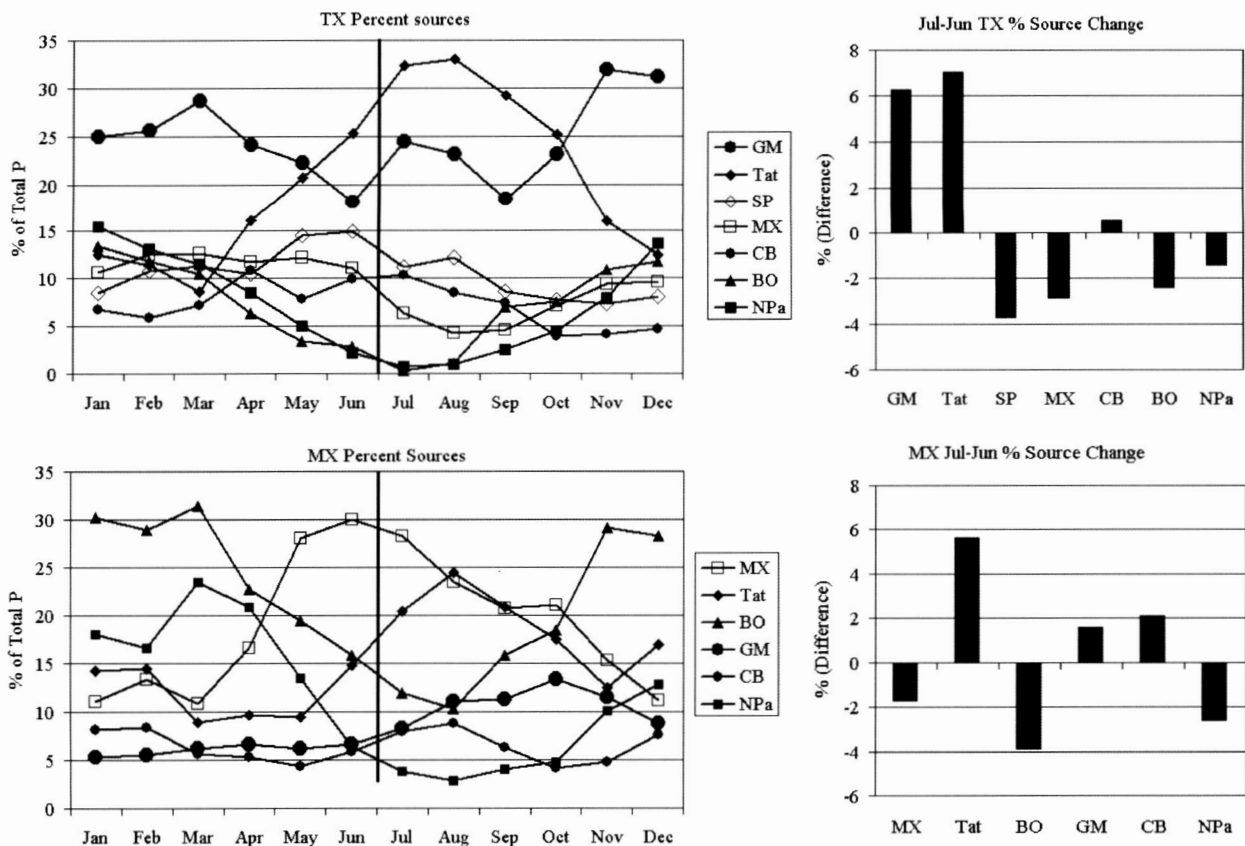 TX Percent sources
% of Total P
35
30
25
20
15
10
5
0
Jan Feb Mar Apr May Jun Jul Aug Sep Oct Nov Dec
GM
Tat
SP
MX
CB
BO
NPa
Jul-Jun TX % Source Change
% (Difference)
8
6
4
2
0
-2
-4
-6
GM Tat SP MX CB BO NPa
MX Percent Sources
% of Total P
35
30
25
20
15
10
5
0
Jan Feb Mar Apr May Jun Jul Aug Sep Oct Nov Dec
MX
Tat
BO
GM
CB
NPa
MX Jul-Jun % Source Change
% (Difference)
8
6
4
2
0
-2
-4
-6
MX Tat BO GM CB NPa